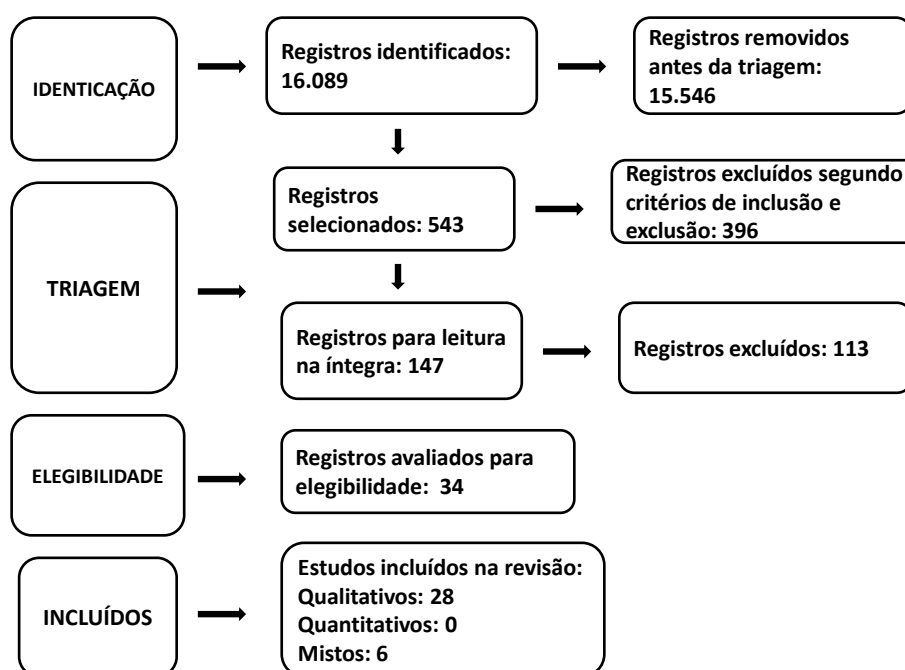 IDENTICAÇÃO
Registros identificados:
16.089
Registros removidos
antes da triagem:
15.546
TRIAGEM
Registros
selecionados: 543
Registros excluídos segundo
critérios de inclusão e
exclusão: 396
Registros para leitura
na íntegra: 147
Registros excluídos: 113
ELEGIBILIDADE
Registros avaliados para
elegibilidade: 34
INCLUÍDOS
Estudos incluídos na revisão:
Qualitativos: 28
Quantitativos: 0
Mistos: 6